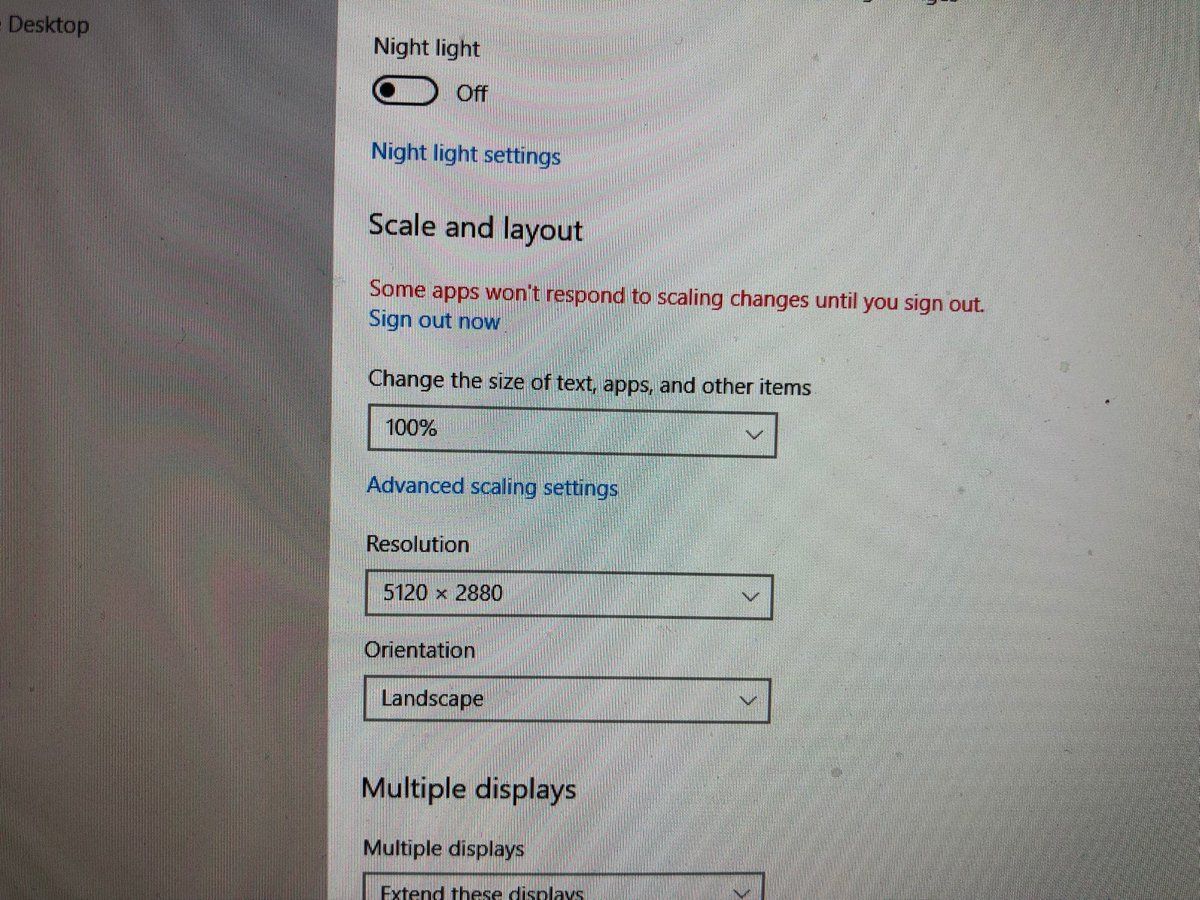 Desktop
Night light
Off
Night light settings
Scale and layout
Some apps won't respond to scaling changes until you sign out.
Sign out now
Change the size of text, apps, and other items
100%
Advanced scaling settings
Resolution
5120 × 2880
Orientation
Landscape
Multiple displays
Multiple displays
Extend these displays